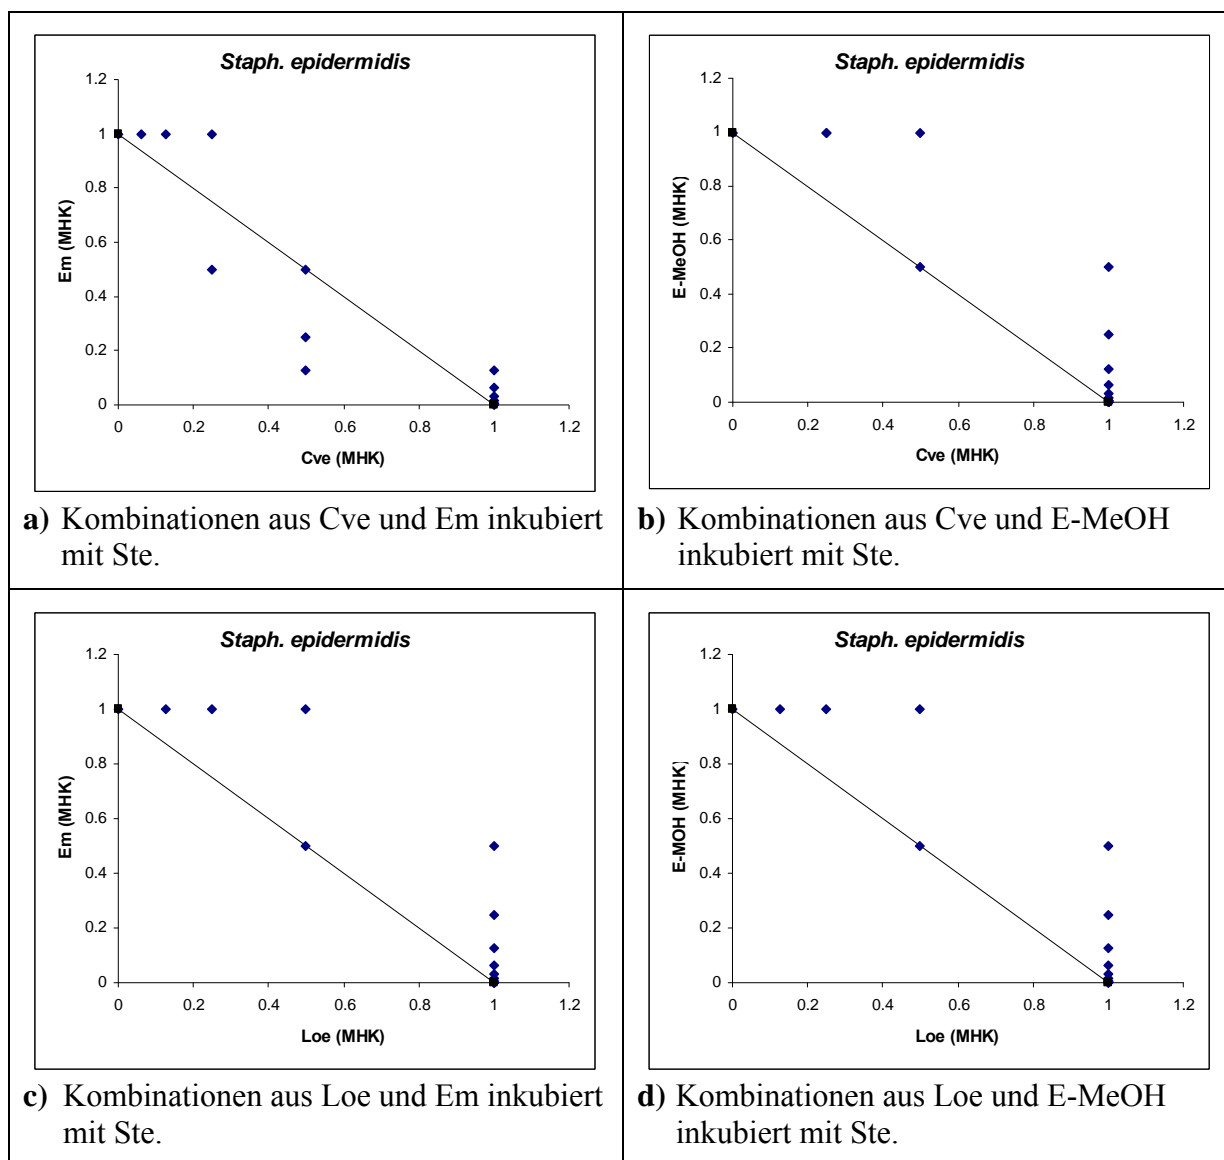 Staph. epidermidis
1.2
1
0.8
0.6
0.4
0.2
0
Em (MHK)
0 0.2 0.4 0.6 0.8 1 1.2
Cve (MHK)
a) Kombinationen aus Cve und Em inkubiert
mit Ste.
Staph. epidermidis
1.2
1
0.8
0.6
0.4
0.2
0
E-MeOH (MHK)
0 0.2 0.4 0.6 0.8 1 1.2
Cve (MHK)
b) Kombinationen aus Cve und E-MeOH
inkubiert mit Ste.
Staph. epidermidis
1.2
1
0.8
0.6
0.4
0.2
0
Em (MHK)
0 0.2 0.4 0.6 0.8 1 1.2
Loe (MHK)
c) Kombinationen aus Loe und Em inkubiert
mit Ste.
Staph. epidermidis
1.2
1
0.8
0.6
0.4
0.2
0
E-MOH (MHK)
0 0.2 0.4 0.6 0.8 1 1.2
Loe (MHK)
d) Kombinationen aus Loe und E-MeOH
inkubiert mit Ste.